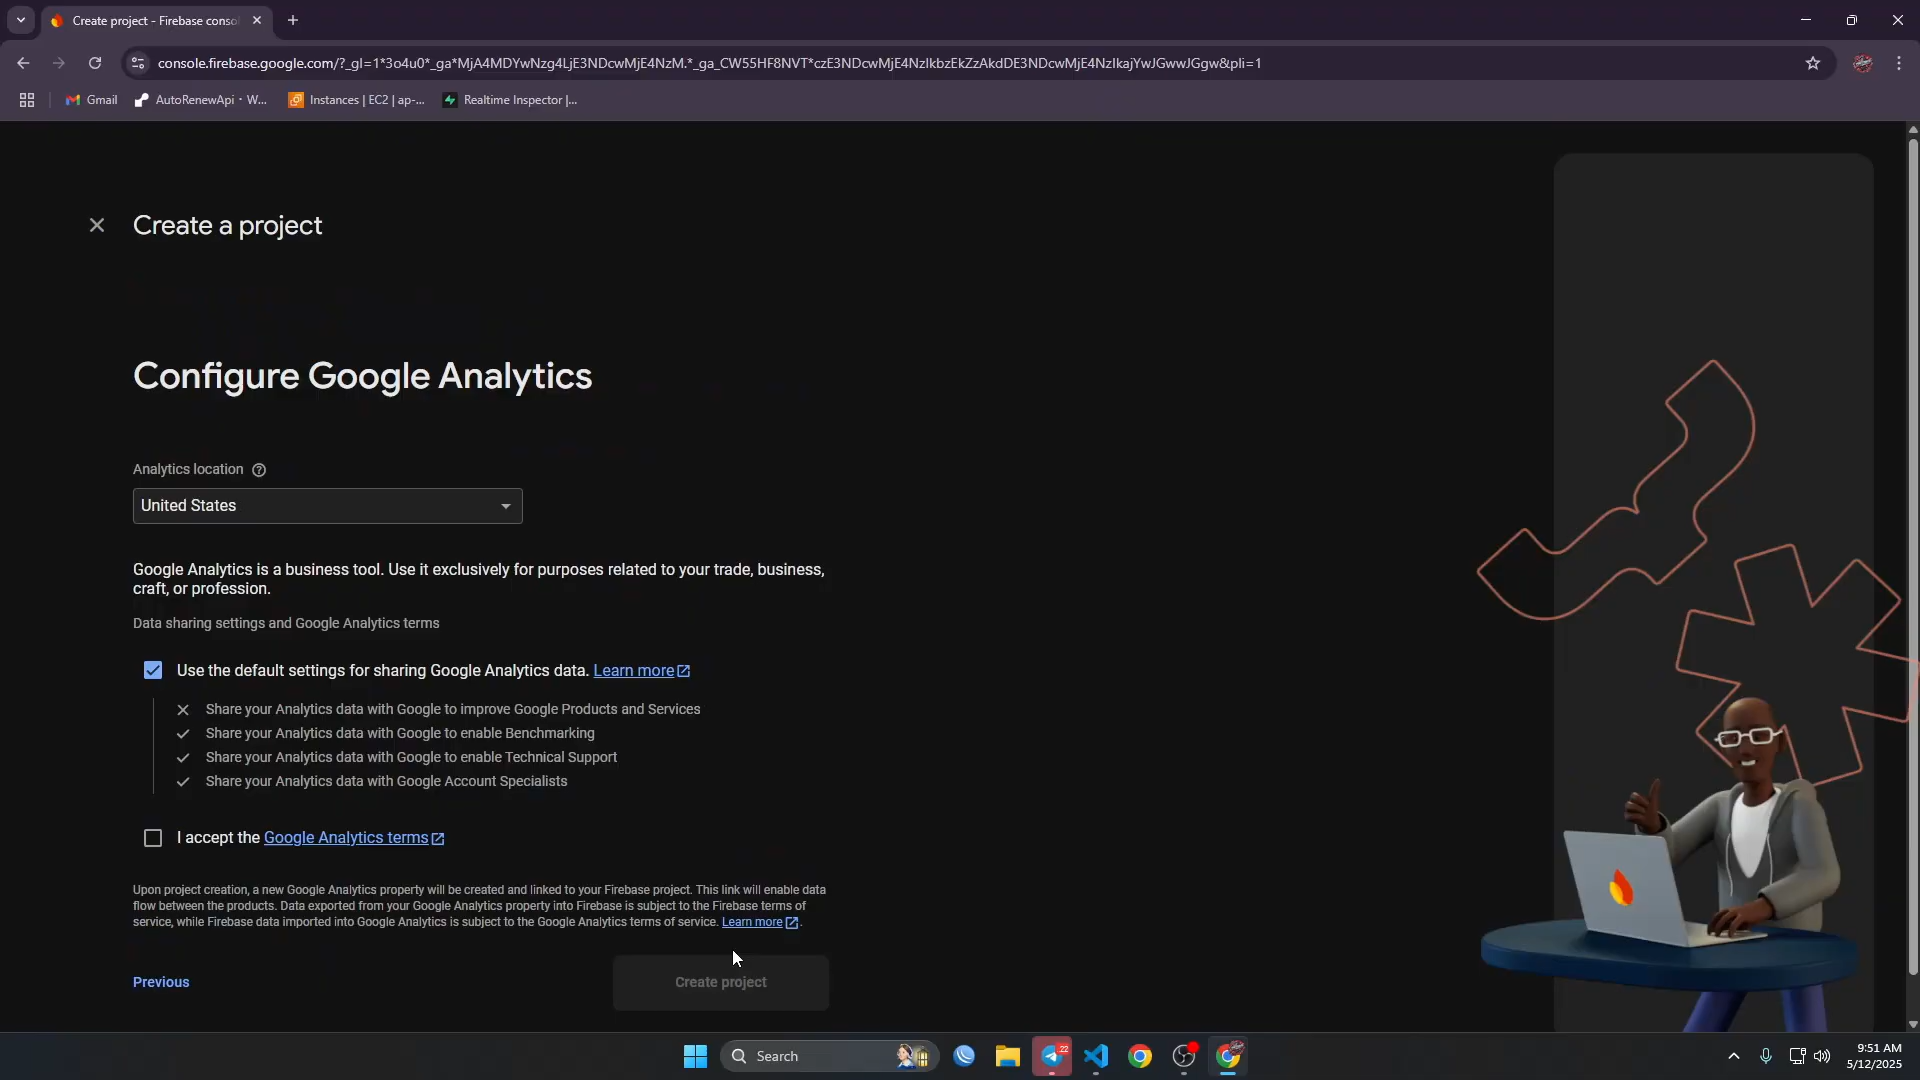 Create project - Firebase conso
console.firebase.google.com/?_gl=1*3o4u0*_ga*MjA4MDYwNzg4LjE3NDcwMjE4NzM.*_ga_CW55HF8NVT*czE3NDcwMjE4NzIkbzEkZzAkdDE3NDcwMjE4NzIkajYwJGwwJGgw&pli=1
Gmail
AutoRenewApi · W...
Instances | EC2 | ap-...
Realtime Inspector |...
Create a project
Configure Google Analytics
Analytics location
United States
Google Analytics is a business tool. Use it exclusively for purposes related to your trade, business,
craft, or profession.
Data sharing settings and Google Analytics terms
Use the default settings for sharing Google Analytics data. Learn more
Share your Analytics data with Google to improve Google Products and Services
Share your Analytics data with Google to enable Benchmarking
Share your Analytics data with Google to enable Technical Support
Share your Analytics data with Google Account Specialists
I accept the Google Analytics terms
Upon project creation, a new Google Analytics property will be created and linked to your Firebase project. This link will enable data
flow between the products. Data exported from your Google Analytics property into Firebase is subject to the Firebase terms of
service, while Firebase data imported into Google Analytics is subject to the Google Analytics terms of service. Learn more.
Previous
Create project
Search
22
9:51 AM
5/12/2025